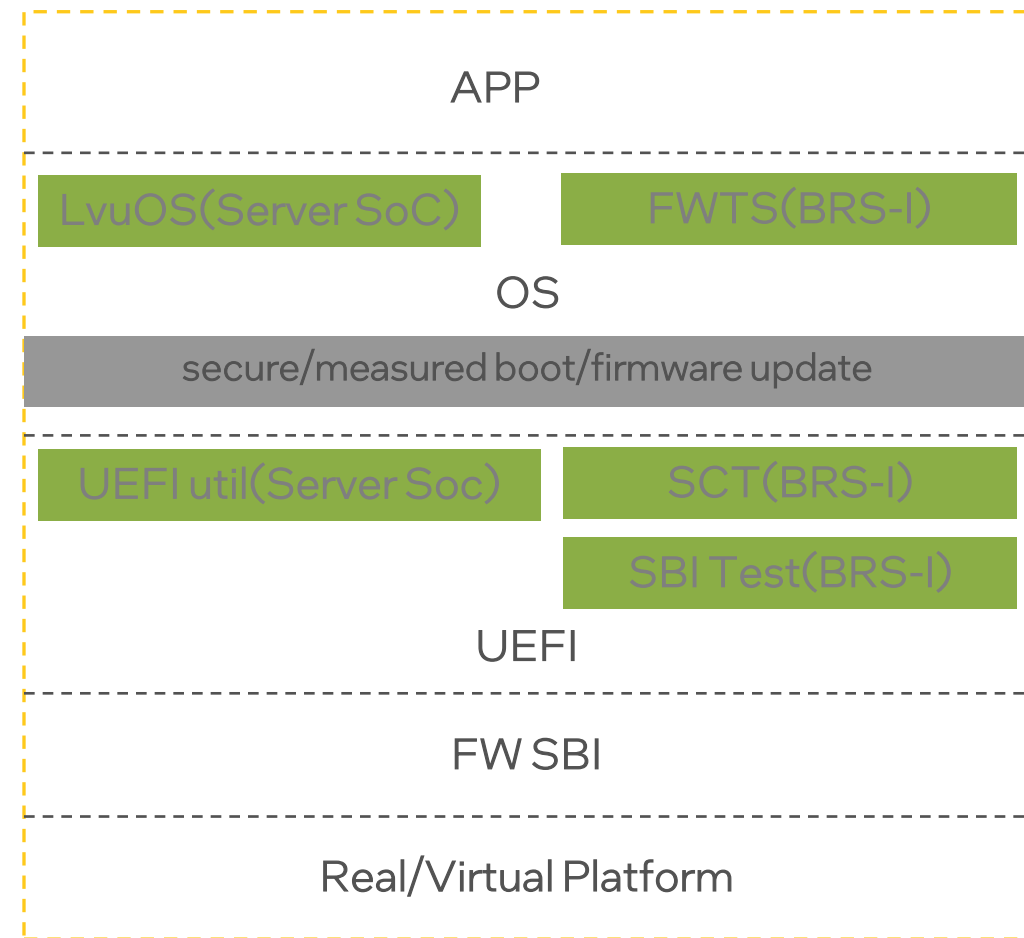 APP
LvuOS(Server SoC)
FWTS(BRS-I)
OS
secure/measured boot/firmware update
UEFI util(Server Soc)
SCT(BRS-I)
SBI Test(BRS-I)
UEFI
FW SBI
Real/Virtual Platform